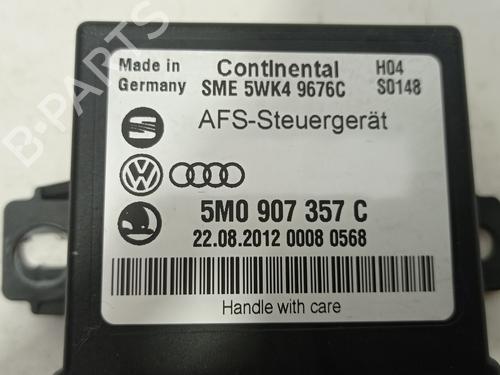 Made in Continental H04
Germany SME 5WK4 9676C S0148
AFS-Steuergerät
5M0 907 357 C
22.08.2012 0008 0568
Handle with care
B-PARTS